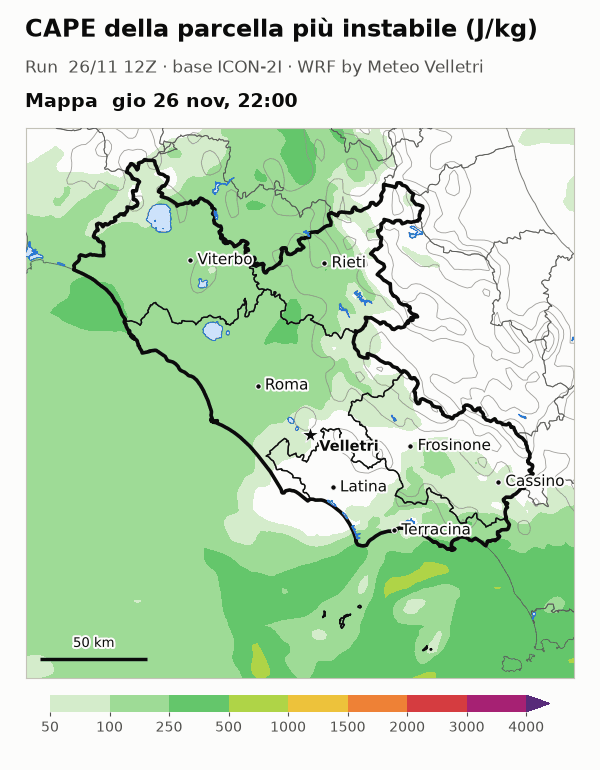 CAPE della parcella più instabile (J/kg)
Run 26/11 12Z · base ICON-2I · WRF by Meteo Velletri
Mappa gio 26 nov, 22:00
Viterbo
Rieti
Roma
Velletri
Frosinone
Cassino
Latina
Terracina
50 km
50 100 250 500 1000 1500 2000 3000 4000